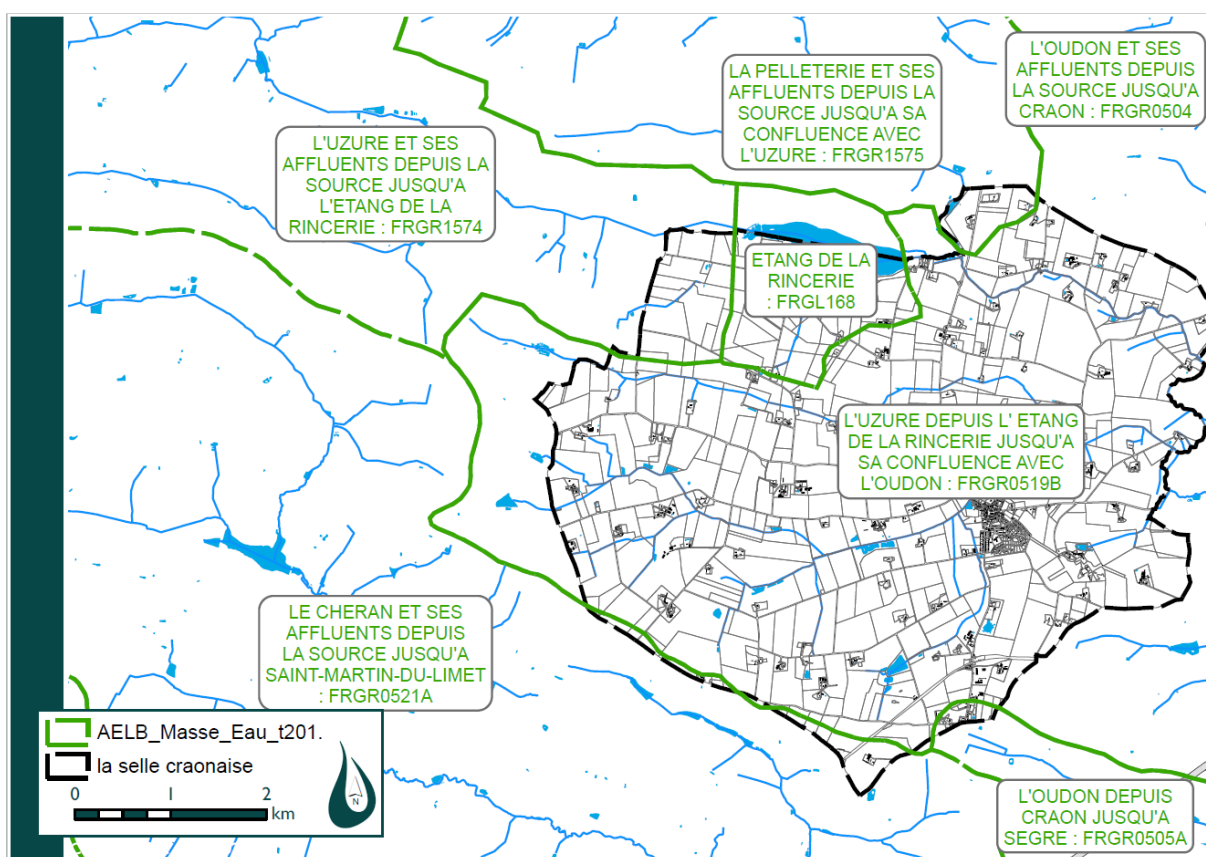 L'OUDON ET SES
AFFLUENTS DEPUIS
LA SOURCE JUSQU'A
CRAON : FRGR0504
LA PELLETERIE ET SES
AFFLUENTS DEPUIS LA
SOURCE JUSQU'A SA
CONFLUENCE AVEC
L'UZURE : FRGR1575
L'UZURE ET SES
AFFLUENTS DEPUIS LA
SOURCE JUSQU'A
L'ETANG DE LA
RINCERIE : FRGR1574
ETANG DE LA
RINCERIE
: FRGL168
L'UZURE DEPUIS L' ETANG
DE LA RINCERIE JUSQU'A
SA CONFLUENCE AVEC
L'OUDON : FRGR0519B
LE CHERAN ET SES
AFFLUENTS DEPUIS
LA SOURCE JUSQU'A
SAINT-MARTIN-DU-LIMET
: FRGR0521A
AELB_Masse_Eau_t201.
la selle craonaise
0 1 2
km
N
L'OUDON DEPUIS
CRAON JUSQU'A
SEGRE : FRGR0505A